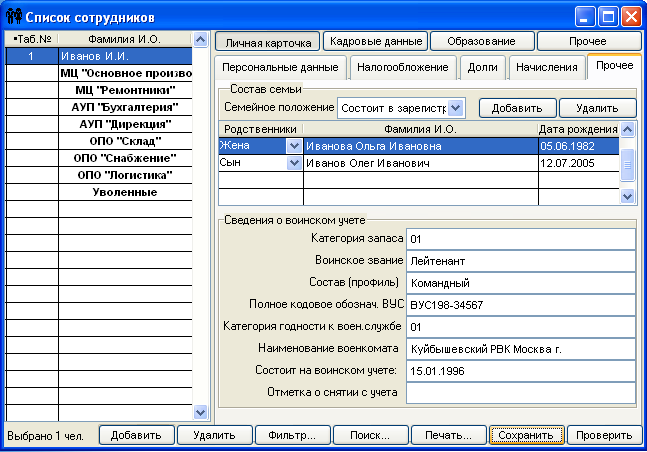 Список сотрудников
*Таб.№ Фамилия И.О.
1 Иванов И.И.
МЦ "Основное произво
МЦ "Ремонтники"
АУП "Бухгалтерия"
АУП "Дирекция"
ОПО "Склад"
ОПО "Снабжение"
ОПО "Логистика"
Уволенные
Личная карточка Кадровые данные Образование Прочее
Персональные данные Налогообложение Долги Начисления Прочее
Состав семьи
Семейное положение Состоит в зарегистр Добавить Удалить
Родственники Фамилия И.О. Дата рождения
Жена Иванова Ольга Ивановна 05.06.1982
Сын Иванов Олег Иванович 12.07.2005
Сведения о воинском учете
Категория запаса 01
Воинское звание Лейтенант
Состав (профиль) Командный
Полное кодовое обознач. ВУС ВУС198-34567
Категория годности к воен.службе 01
Наименование военкомата Куйбышевский РВК Москва г.
Состоит на воинском учете: 15.01.1996
Отметка о снятии с учета
Выбрано 1 чел. Добавить Удалить Фильтр... Поиск... Печать... Сохранить Проверить